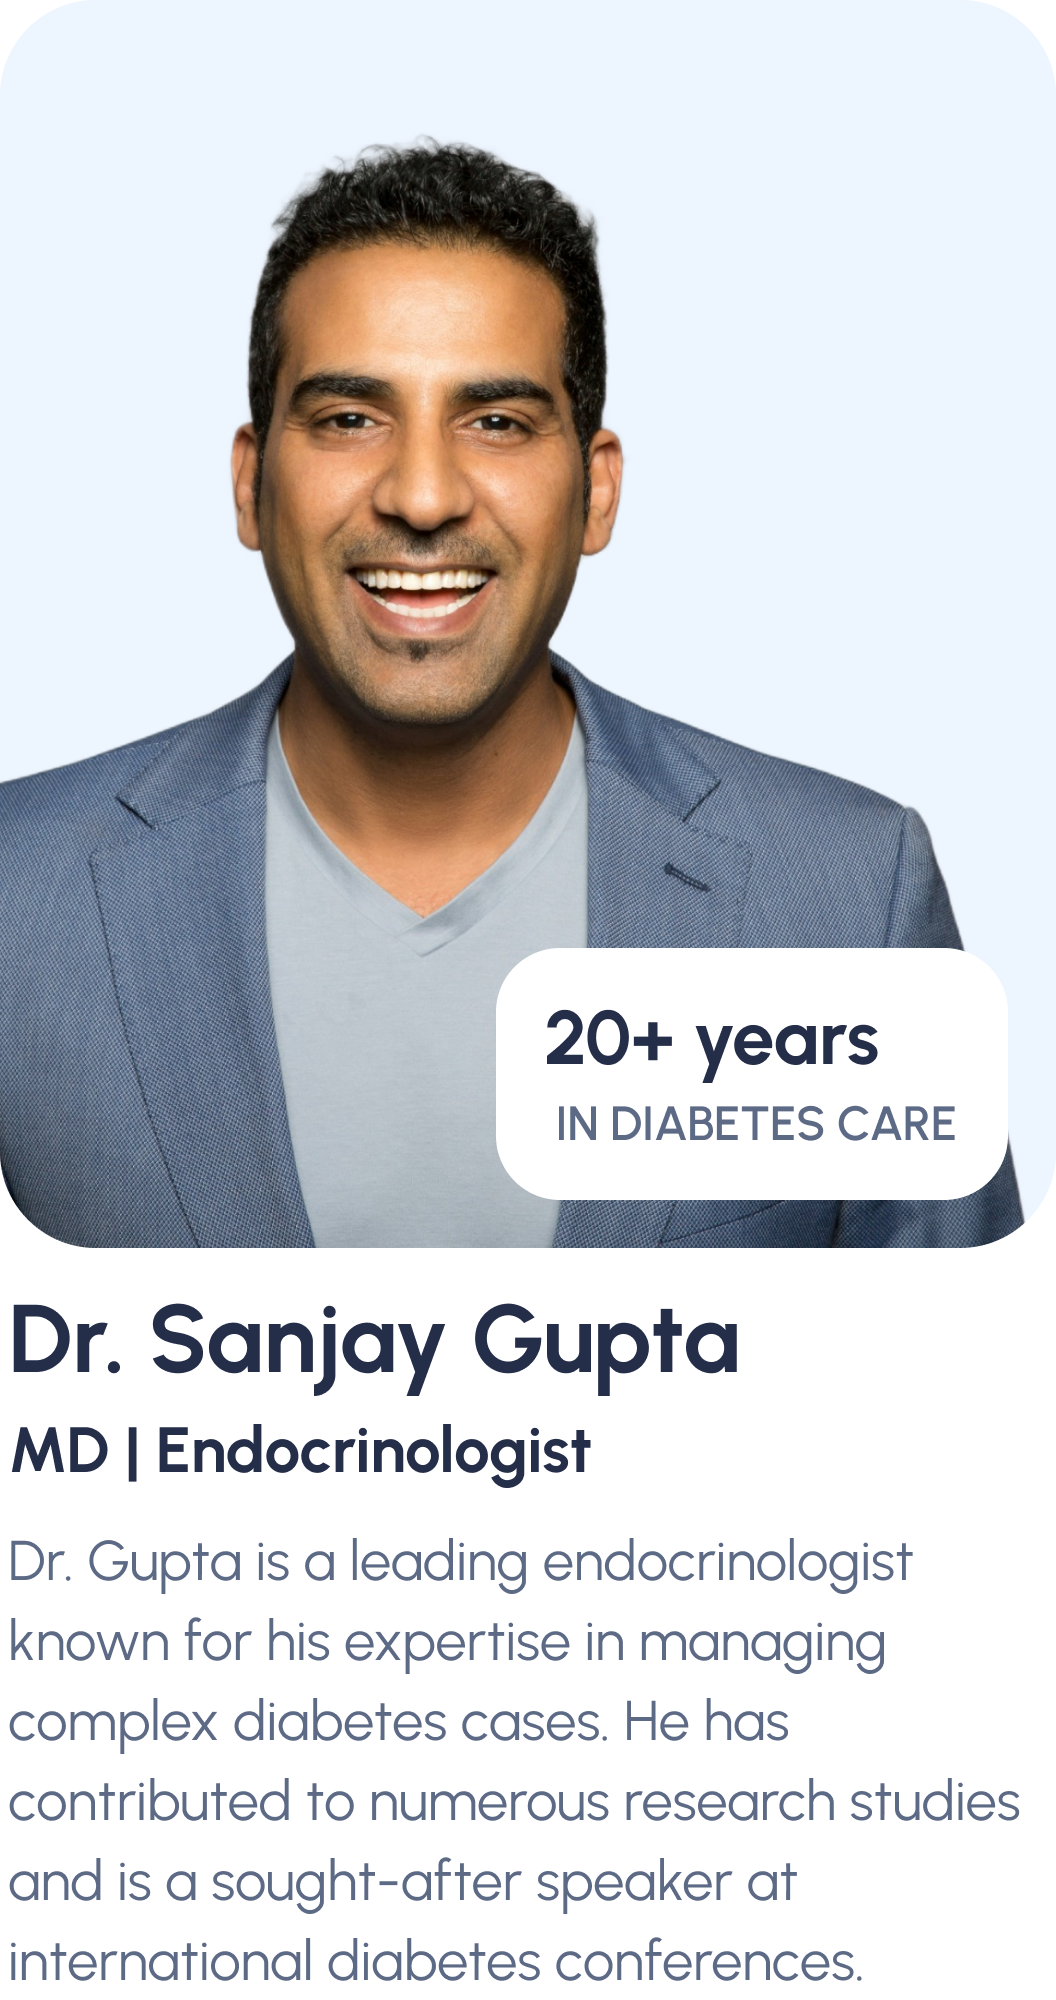 20+ years
IN DIABETES CARE
Dr. Sanjay Gupta
MD | Endocrinologist
Dr. Gupta is a leading endocrinologist
known for his expertise in managing
complex diabetes cases. He has
contributed to numerous research studies
and is a sought-after speaker at
international diabetes conferences.